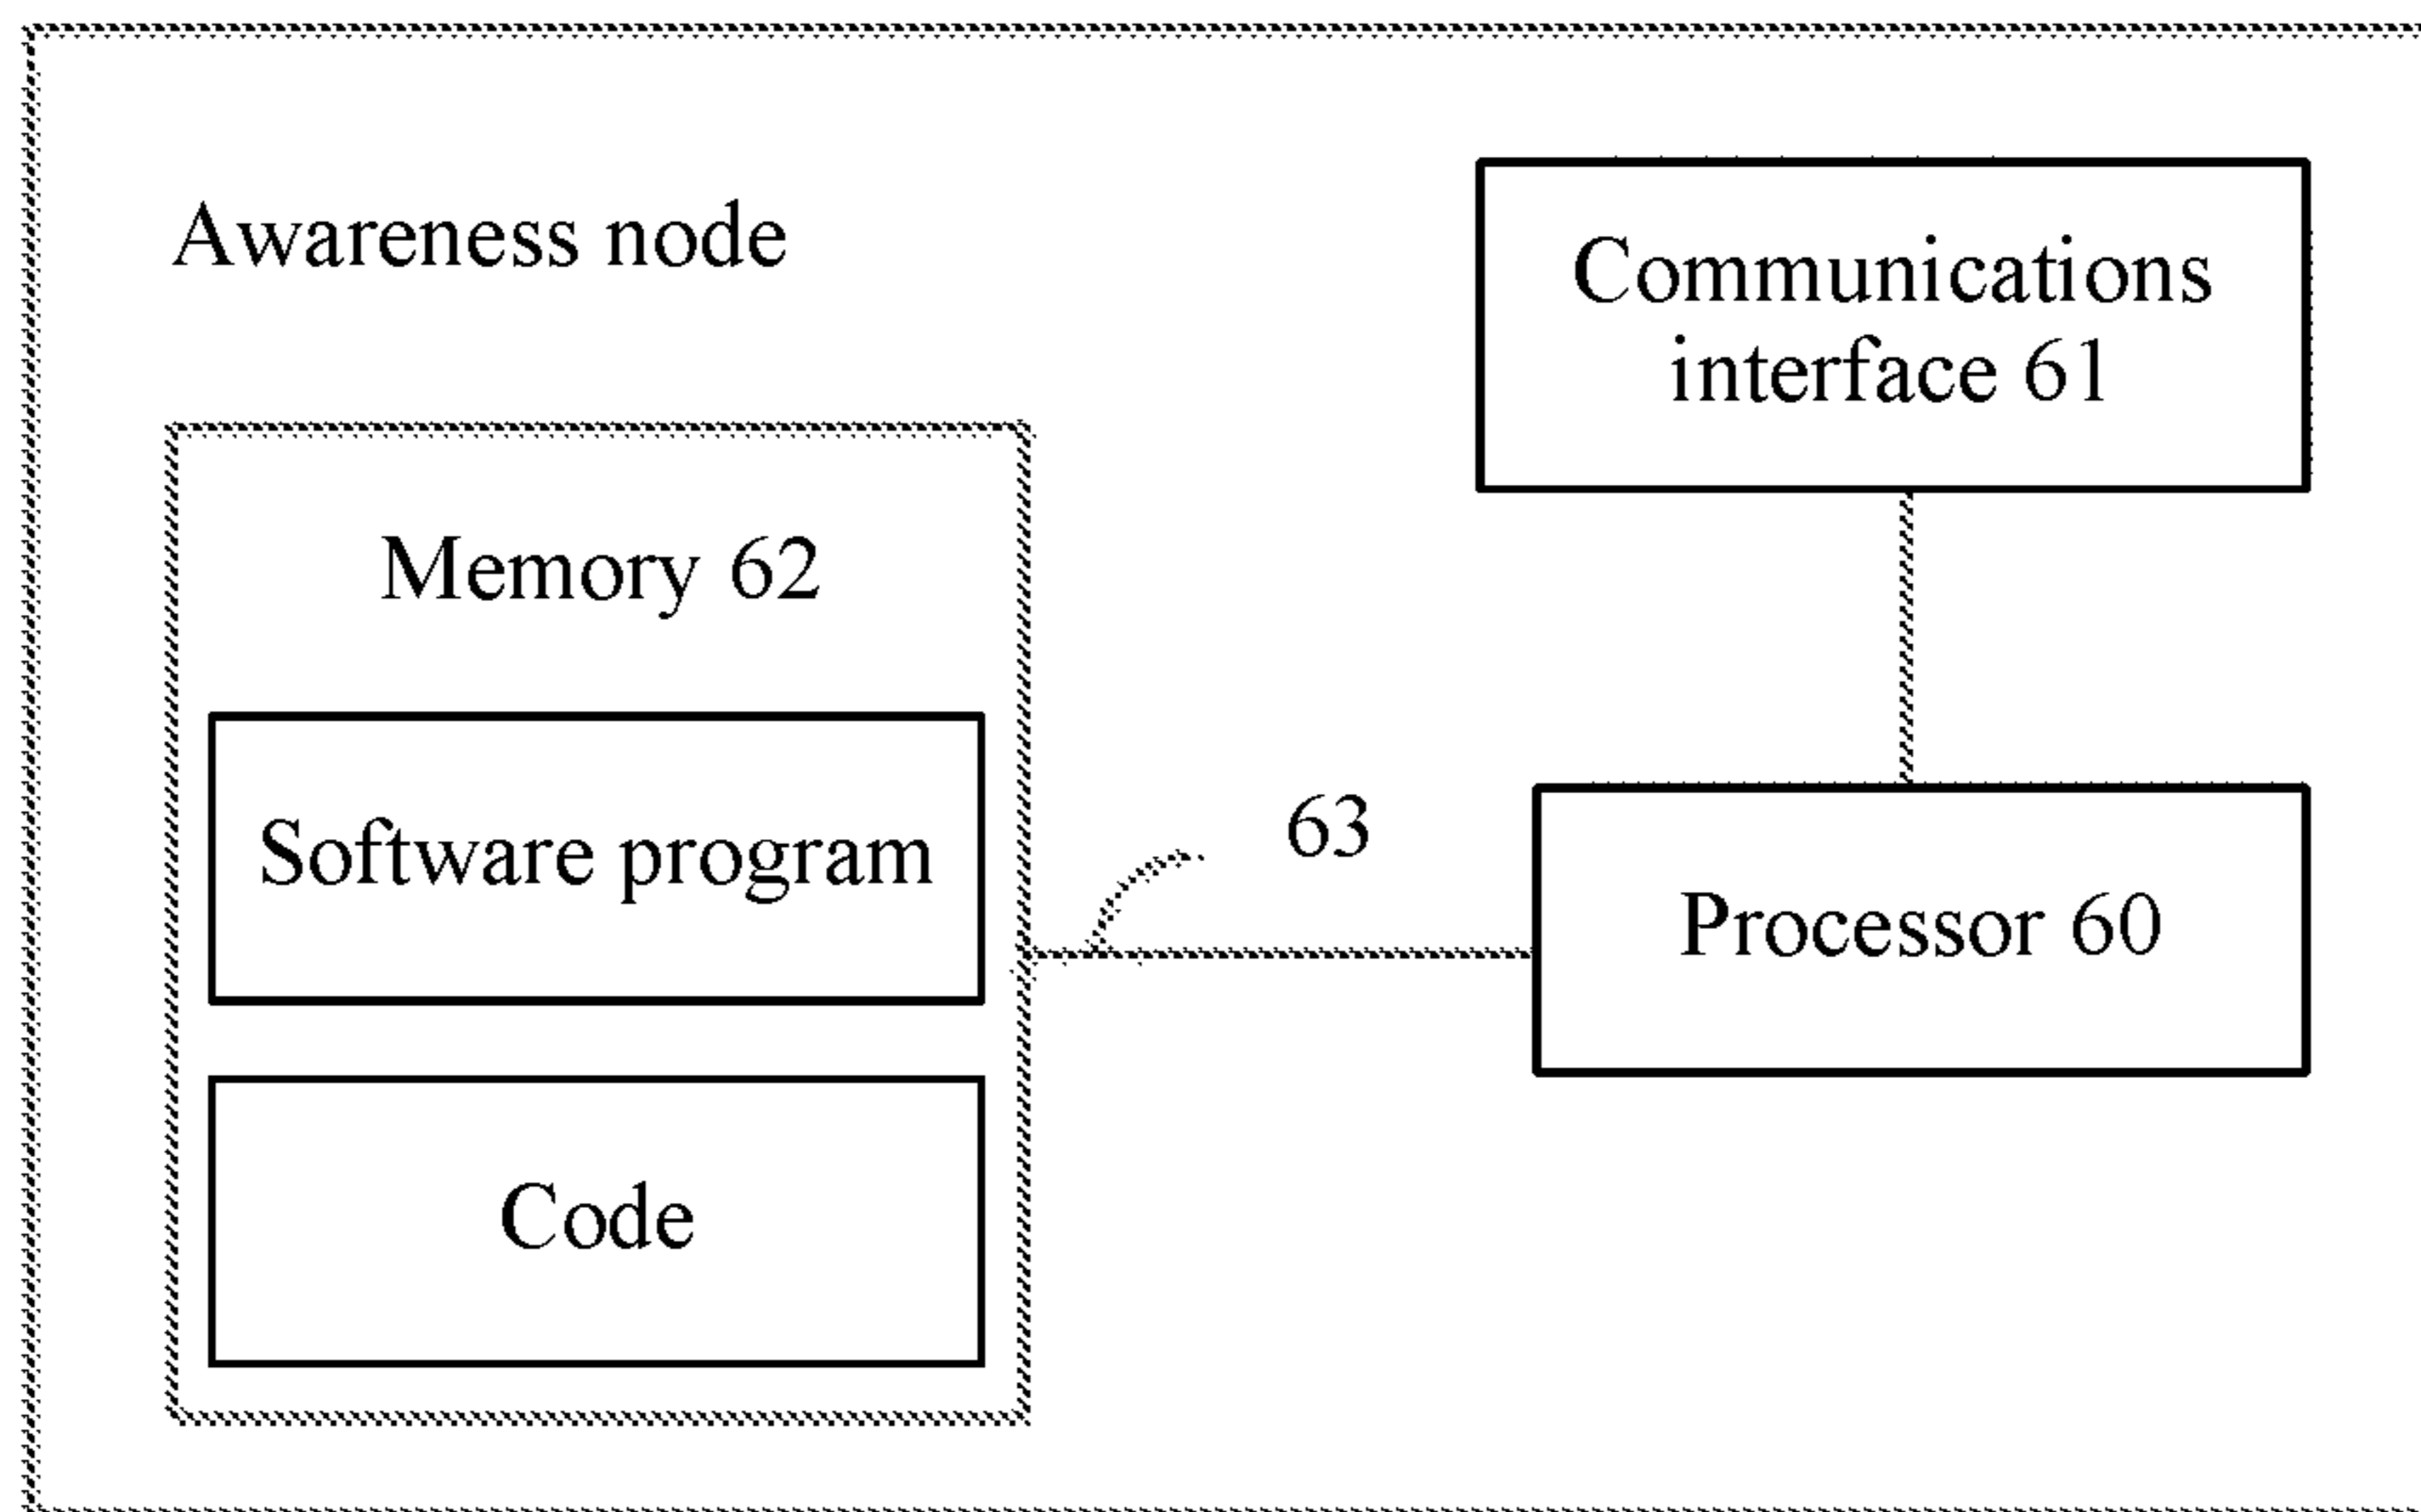 Awareness node
Communications
interface 61
Memory 62
Software program
63
Processor 60
Code